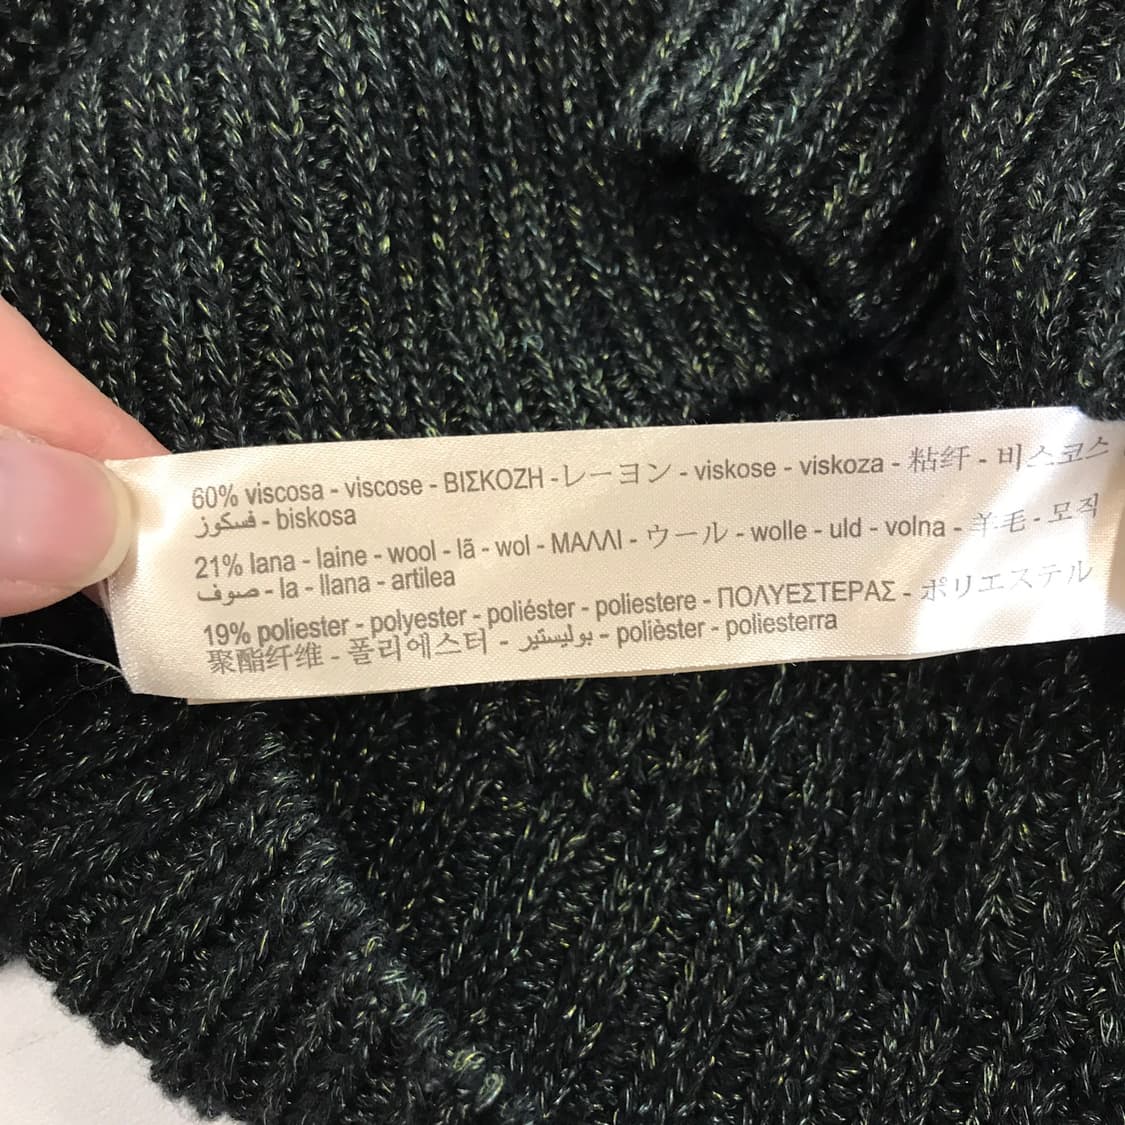 60% viscosa - viscose - ΒΙΣΚΟΖΗ - レーヨン - viskose - viskoza - 粘纤 - 비스코스
فسكوز - biskosa
21% lana - laine - wool - lã - wol - ΜΑΛΛΙ - ウール - wolle - uld - volna - 羊毛 - 모직
صوف - la - llana - artilea
19% poliester - polyester - poliéster - poliestere - ΠΟΛΥΕΣΤΕΡΑΣ - ポリエステル
聚酯纤维 - 폴리에스터 - بوليستير - polièster - poliesterra